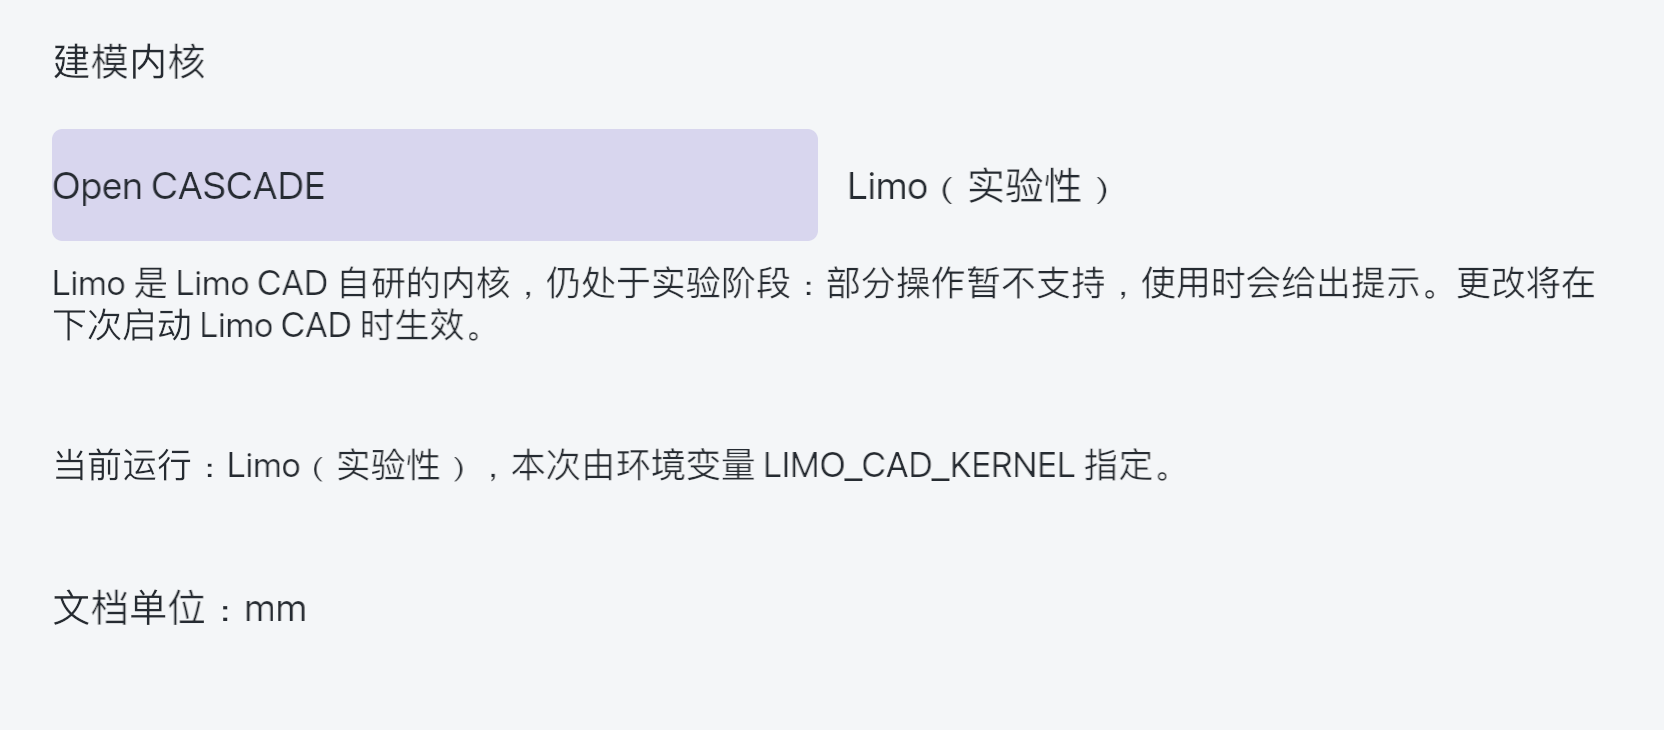 建模内核
Open CASCADE
Limo（实验性）
Limo 是 Limo CAD 自研的内核，仍处于实验阶段：部分操作暂不支持，使用时会给出提示。更改将在
下次启动 Limo CAD 时生效。
当前运行：Limo（实验性），本次由环境变量 LIMO_CAD_KERNEL 指定。
文档单位：mm